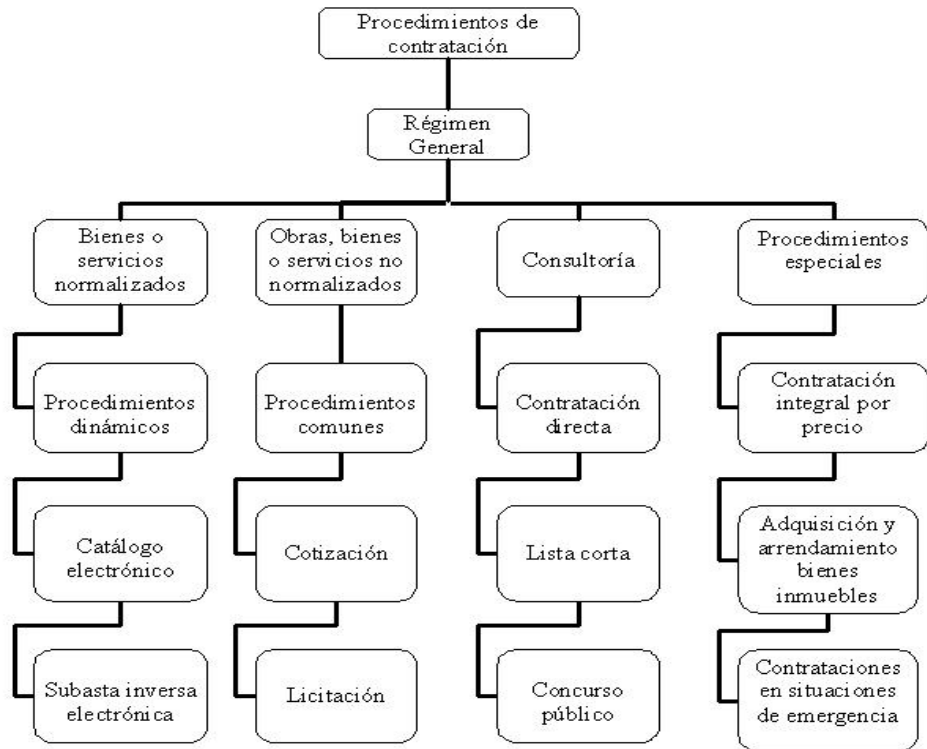 Procedimientos de
contratación
Régimen
General
Bienes o
servicios
normalizados
Obras, bienes
o servicios no
normalizados
Consultoría
Procedimientos
especiales
Procedimientos
dinámicos
Procedimientos
comunes
Contratación
directa
Contratación
integral por
precio
Catálogo
electrónico
Cotización
Lista corta
Adquisición y
arrendamiento
bienes
inmuebles
Subasta inversa
electrónica
Licitación
Concurso
público
Contrataciones
en situaciones
de emergencia